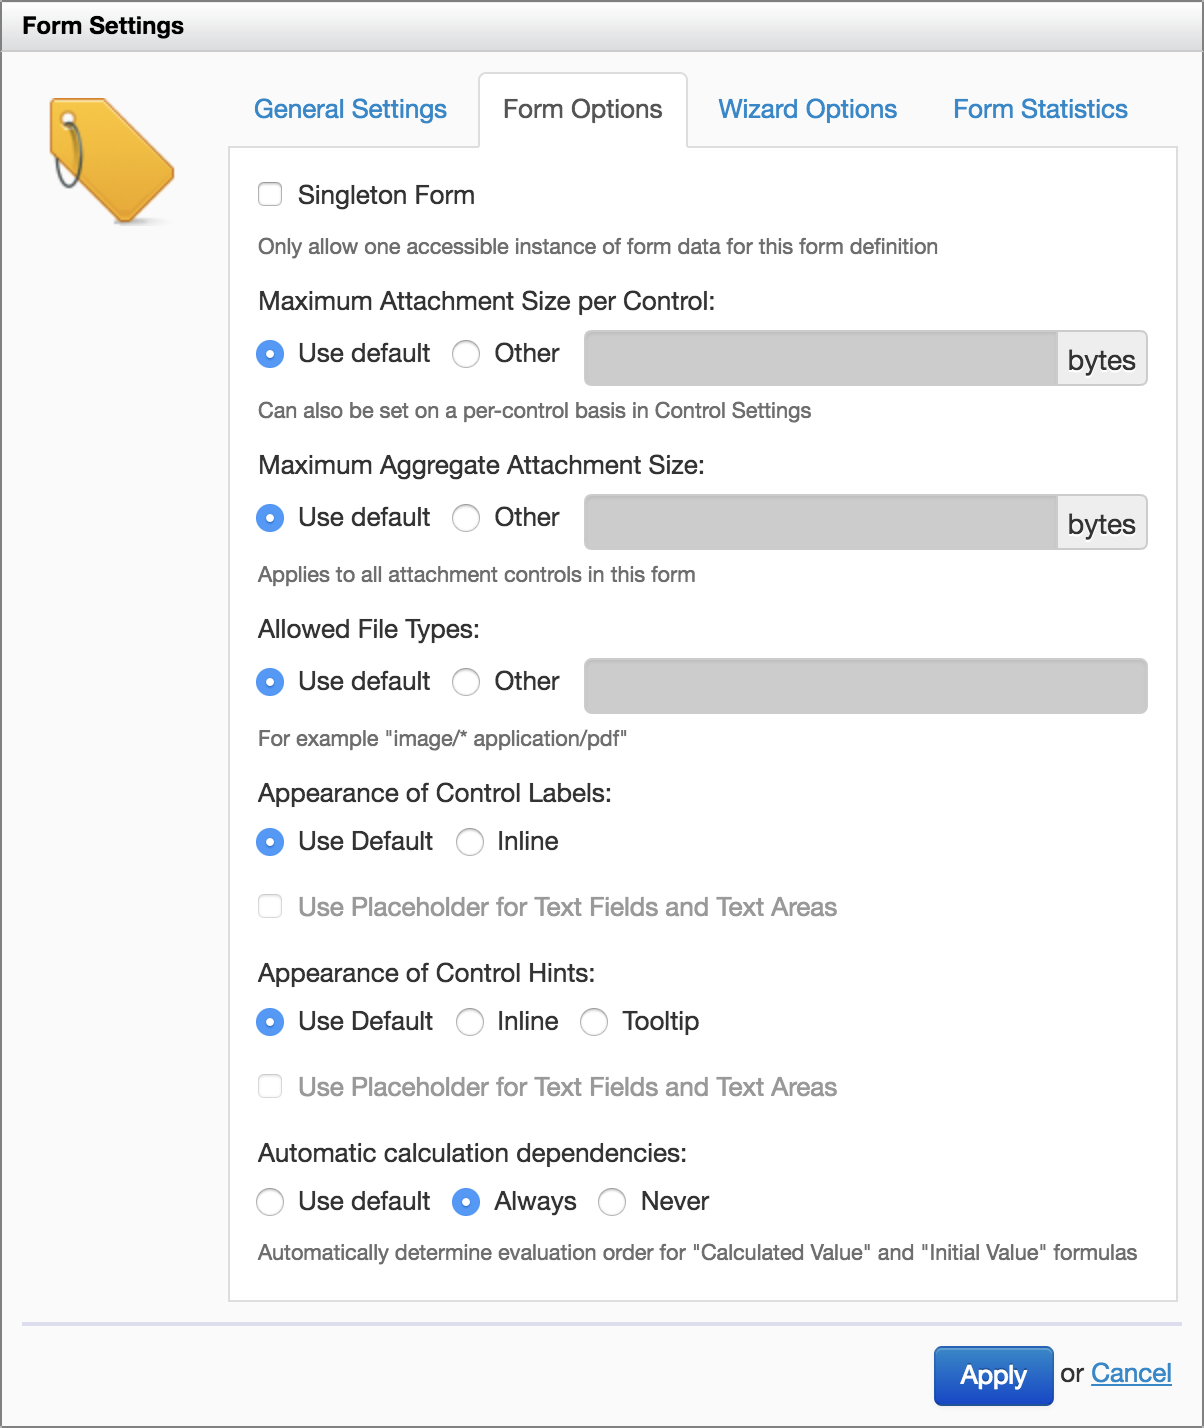 Form Settings
General Settings Form Options Wizard Options Form Statistics
Singleton Form
Only allow one accessible instance of form data for this form definition
Maximum Attachment Size per Control:
Use default Other bytes
Can also be set on a per-control basis in Control Settings
Maximum Aggregate Attachment Size:
Use default Other bytes
Applies to all attachment controls in this form
Allowed File Types:
Use default Other
For example "image/* application/pdf"
Appearance of Control Labels:
Use Default Inline
Use Placeholder for Text Fields and Text Areas
Appearance of Control Hints:
Use Default Inline Tooltip
Use Placeholder for Text Fields and Text Areas
Automatic calculation dependencies:
Use default Always Never
Automatically determine evaluation order for "Calculated Value" and "Initial Value" formulas
Apply or Cancel